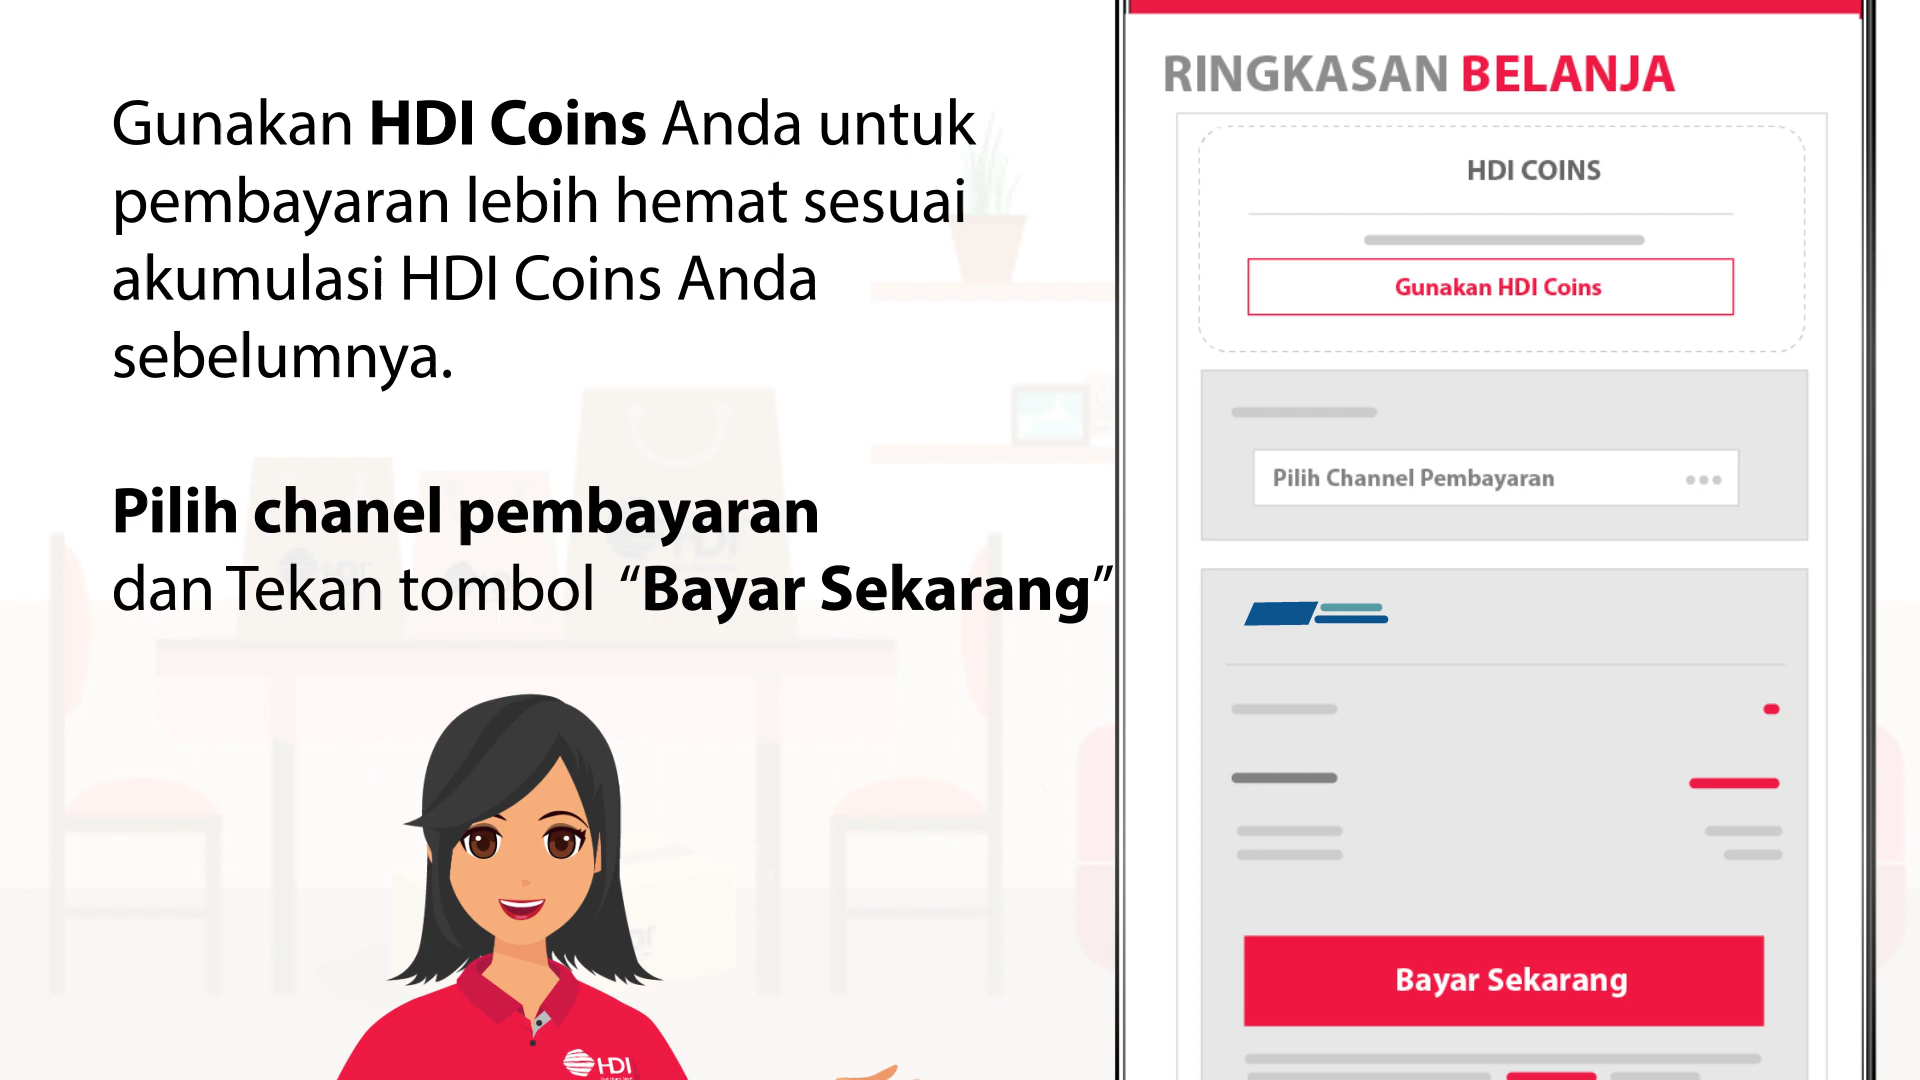 Gunakan HDI Coins Anda untuk
pembayaran lebih hemat sesuai
akumulasi HDI Coins Anda
sebelumnya.
Pilih chanel pembayaran
dan Tekan tombol “Bayar Sekarang”
RINGKASAN BELANJA
HDI COINS
Gunakan HDI Coins
Pilih Channel Pembayaran
Bayar Sekarang
HDI